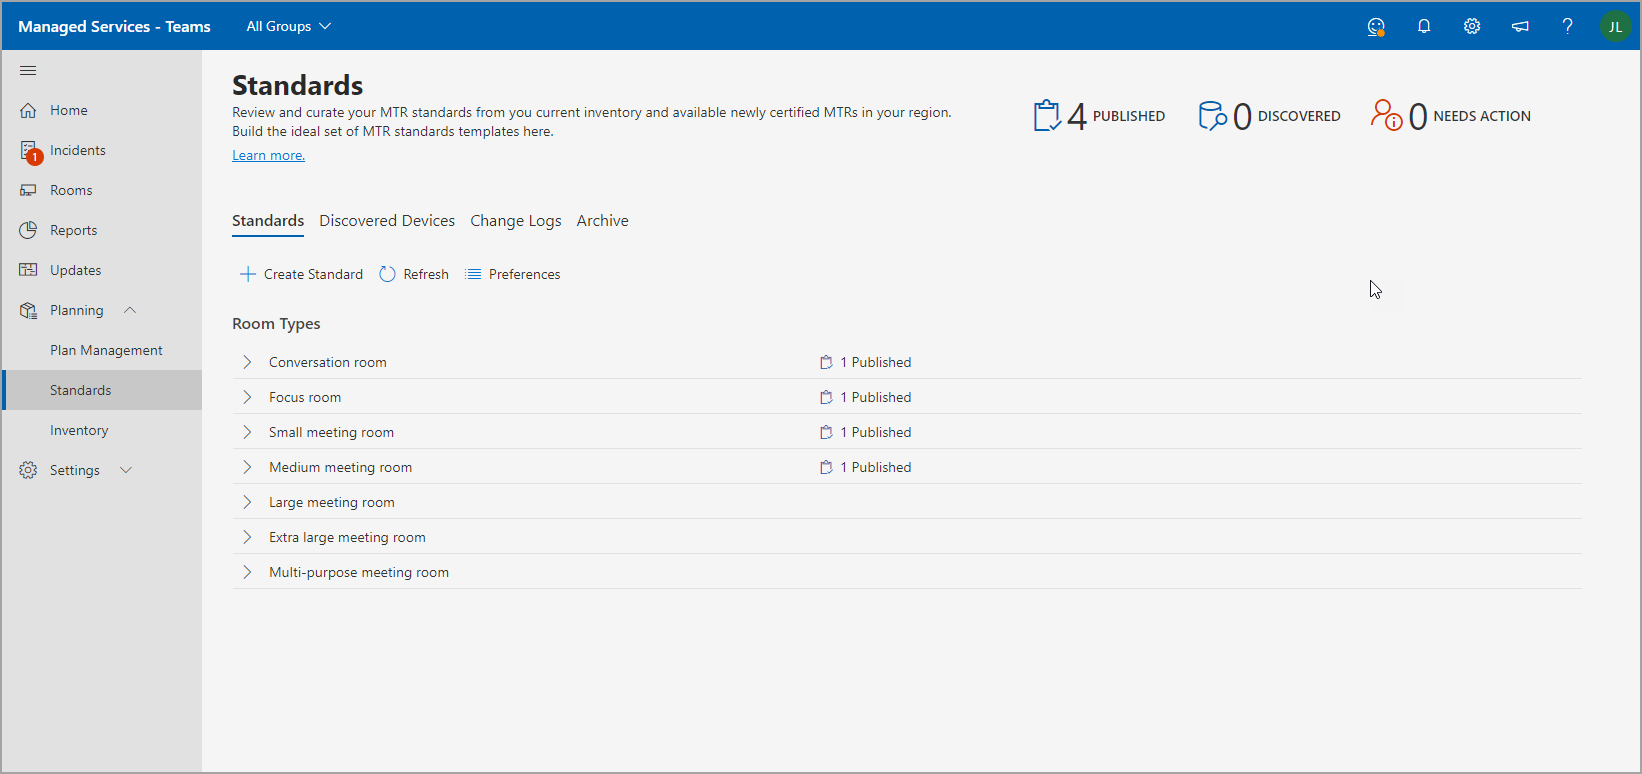 Managed Services - Teams
All Groups
JL
Home
1
Incidents
Rooms
Reports
Updates
Planning
Plan Management
Standards
Inventory
Settings
Standards
Review and curate your MTR standards from you current inventory and available newly certified MTRs in your region.
Build the ideal set of MTR standards templates here.
Learn more.
4 PUBLISHED
0 DISCOVERED
0 NEEDS ACTION
Standards Discovered Devices Change Logs Archive
Create Standard Refresh Preferences
Room Types
Conversation room 1 Published
Focus room 1 Published
Small meeting room 1 Published
Medium meeting room 1 Published
Large meeting room
Extra large meeting room
Multi-purpose meeting room